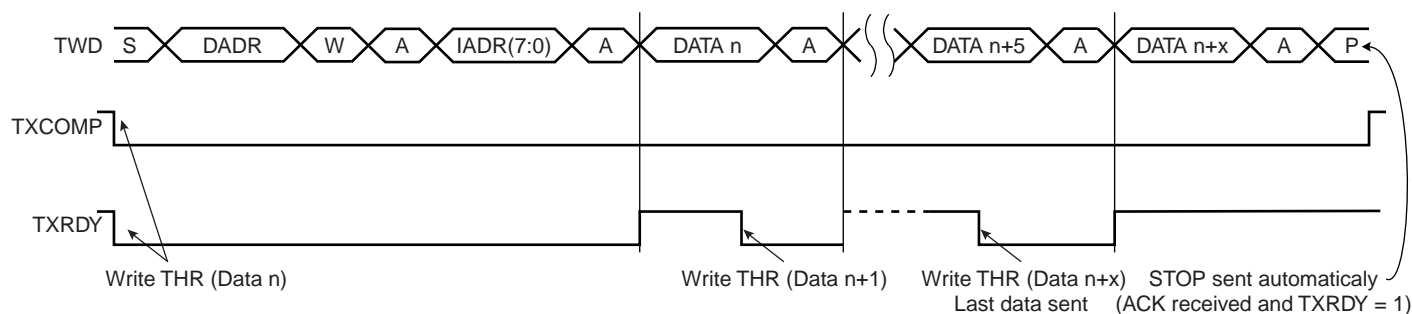 TWD S DADR W A IADR(7:0) A DATA n A DATA n+5 A DATA n+x A P
TXCOMP
TXRDY
Write THR (Data n) Write THR (Data n+1) Write THR (Data n+x) STOP sent automaticaly
Last data sent (ACK received and TXRDY = 1)